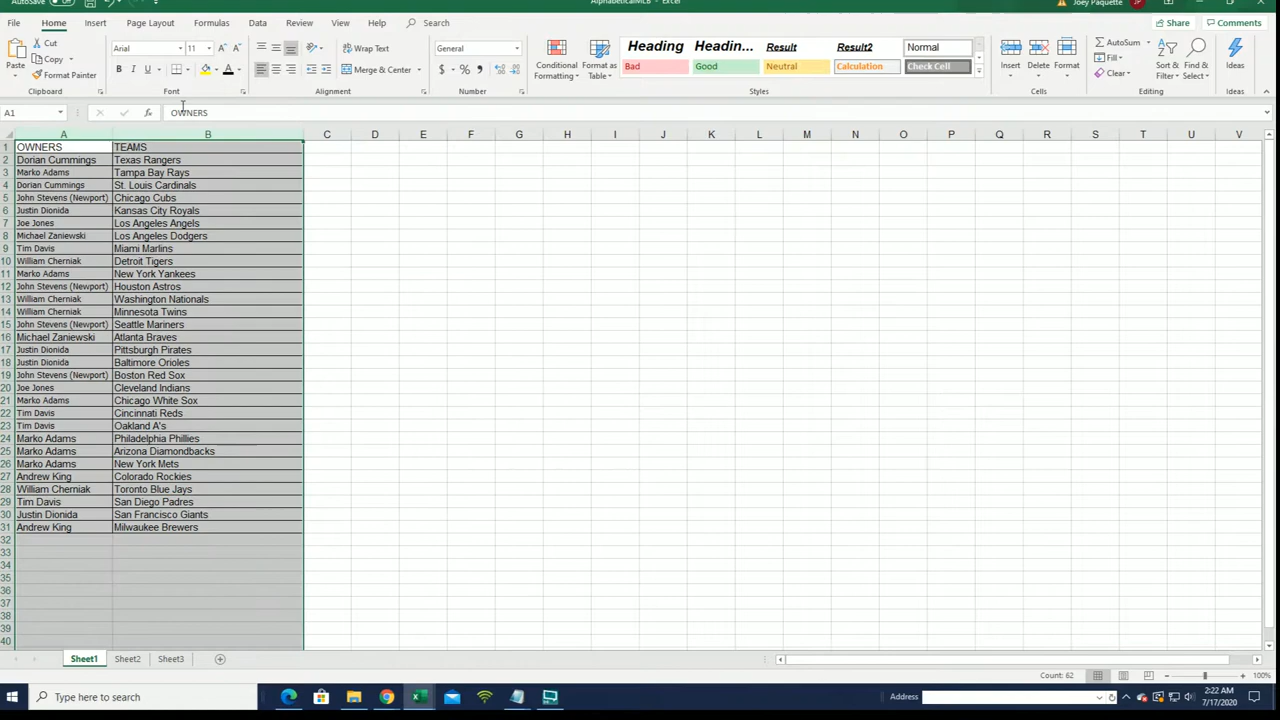 AutoSave Off AlphabeticalMLB - Excel Joey Paquette JP
File Home Insert Page Layout Formulas Data Review View Help Search Share Comments
Paste Cut Copy Format Painter Clipboard
Arial 11 A A B I U A Font
Wrap Text Merge & Center Alignment
General $ % Number
Conditional Formatting Format as Table
Heading Headin... Result Result2 Normal
Bad Good Neutral Calculation Check Cell
Styles
Insert Delete Format Cells
AutoSum Fill Clear Sort & Filter Find & Select Editing
Ideas Ideas
A1 fx OWNERS
A B C D E F G H I J K L M N O P Q R S T U V
1 OWNERS TEAMS
2 Dorian Cummings Texas Rangers
3 Marko Adams Tampa Bay Rays
4 Dorian Cummings St. Louis Cardinals
5 John Stevens (Newport) Chicago Cubs
6 Justin Dionida Kansas City Royals
7 Joe Jones Los Angeles Angels
8 Michael Zaniewski Los Angeles Dodgers
9 Tim Davis Miami Marlins
10 William Cherniak Detroit Tigers
11 Marko Adams New York Yankees
12 John Stevens (Newport) Houston Astros
13 William Cherniak Washington Nationals
14 William Cherniak Minnesota Twins
15 John Stevens (Newport) Seattle Mariners
16 Michael Zaniewski Atlanta Braves
17 Justin Dionida Pittsburgh Pirates
18 Justin Dionida Baltimore Orioles
19 John Stevens (Newport) Boston Red Sox
20 Joe Jones Cleveland Indians
21 Marko Adams Chicago White Sox
22 Tim Davis Cincinnati Reds
23 Tim Davis Oakland A's
24 Marko Adams Philadelphia Phillies
25 Marko Adams Arizona Diamondbacks
26 Marko Adams New York Mets
27 Andrew King Colorado Rockies
28 William Cherniak Toronto Blue Jays
29 Tim Davis San Diego Padres
30 Justin Dionida San Francisco Giants
31 Andrew King Milwaukee Brewers
32
33
34
35
36
37
38
39
40
Sheet1 Sheet2 Sheet3
Count: 62 100%
Type here to search Address 2:22 AM
7/17/2020